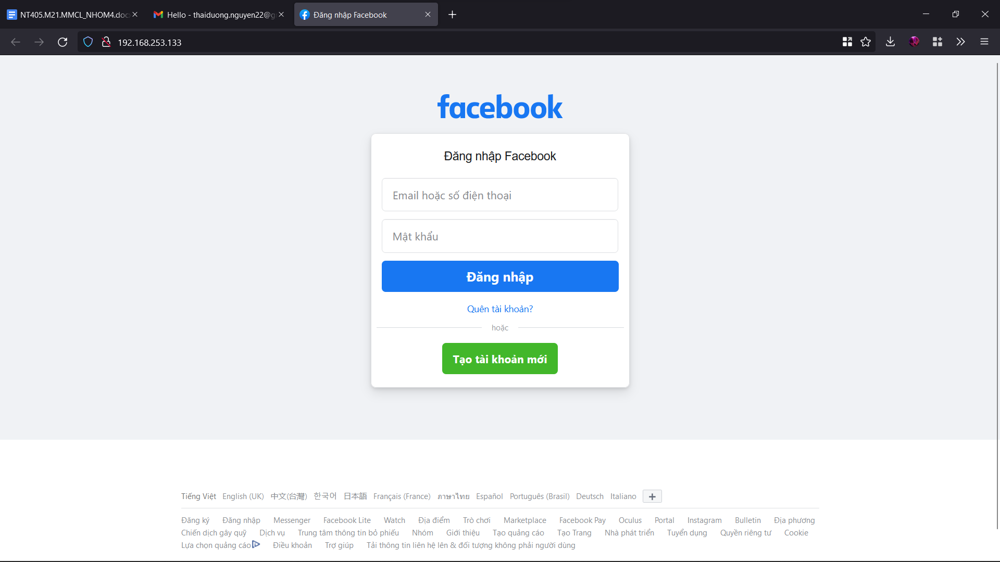 NT405.M21.MMCL_NHOM4.doc
Hello - thaiduong.nguyen22@g
Đăng nhập Facebook
192.168.253.133
facebook
Đăng nhập Facebook
Email hoặc số điện thoại
Mật khẩu
Đăng nhập
Quên tài khoản?
hoặc
Tạo tài khoản mới
Tiếng Việt English (UK) 中文(台灣) 한국어 日本語 Français (France) ภาษาไทย Español Português (Brasil) Deutsch Italiano +
Đăng ký Đăng nhập Messenger Facebook Lite Watch Địa điểm Trò chơi Marketplace Facebook Pay Oculus Portal Instagram Bulletin Địa phương
Chiến dịch gây quỹ Dịch vụ Trung tâm thông tin bỏ phiếu Nhóm Giới thiệu Tạo quảng cáo Tạo Trang Nhà phát triển Tuyển dụng Quyền riêng tư Cookie
Lựa chọn quảng cáo Điều khoản Trợ giúp Tải thông tin liên hệ lên & đối tượng không phải người dùng